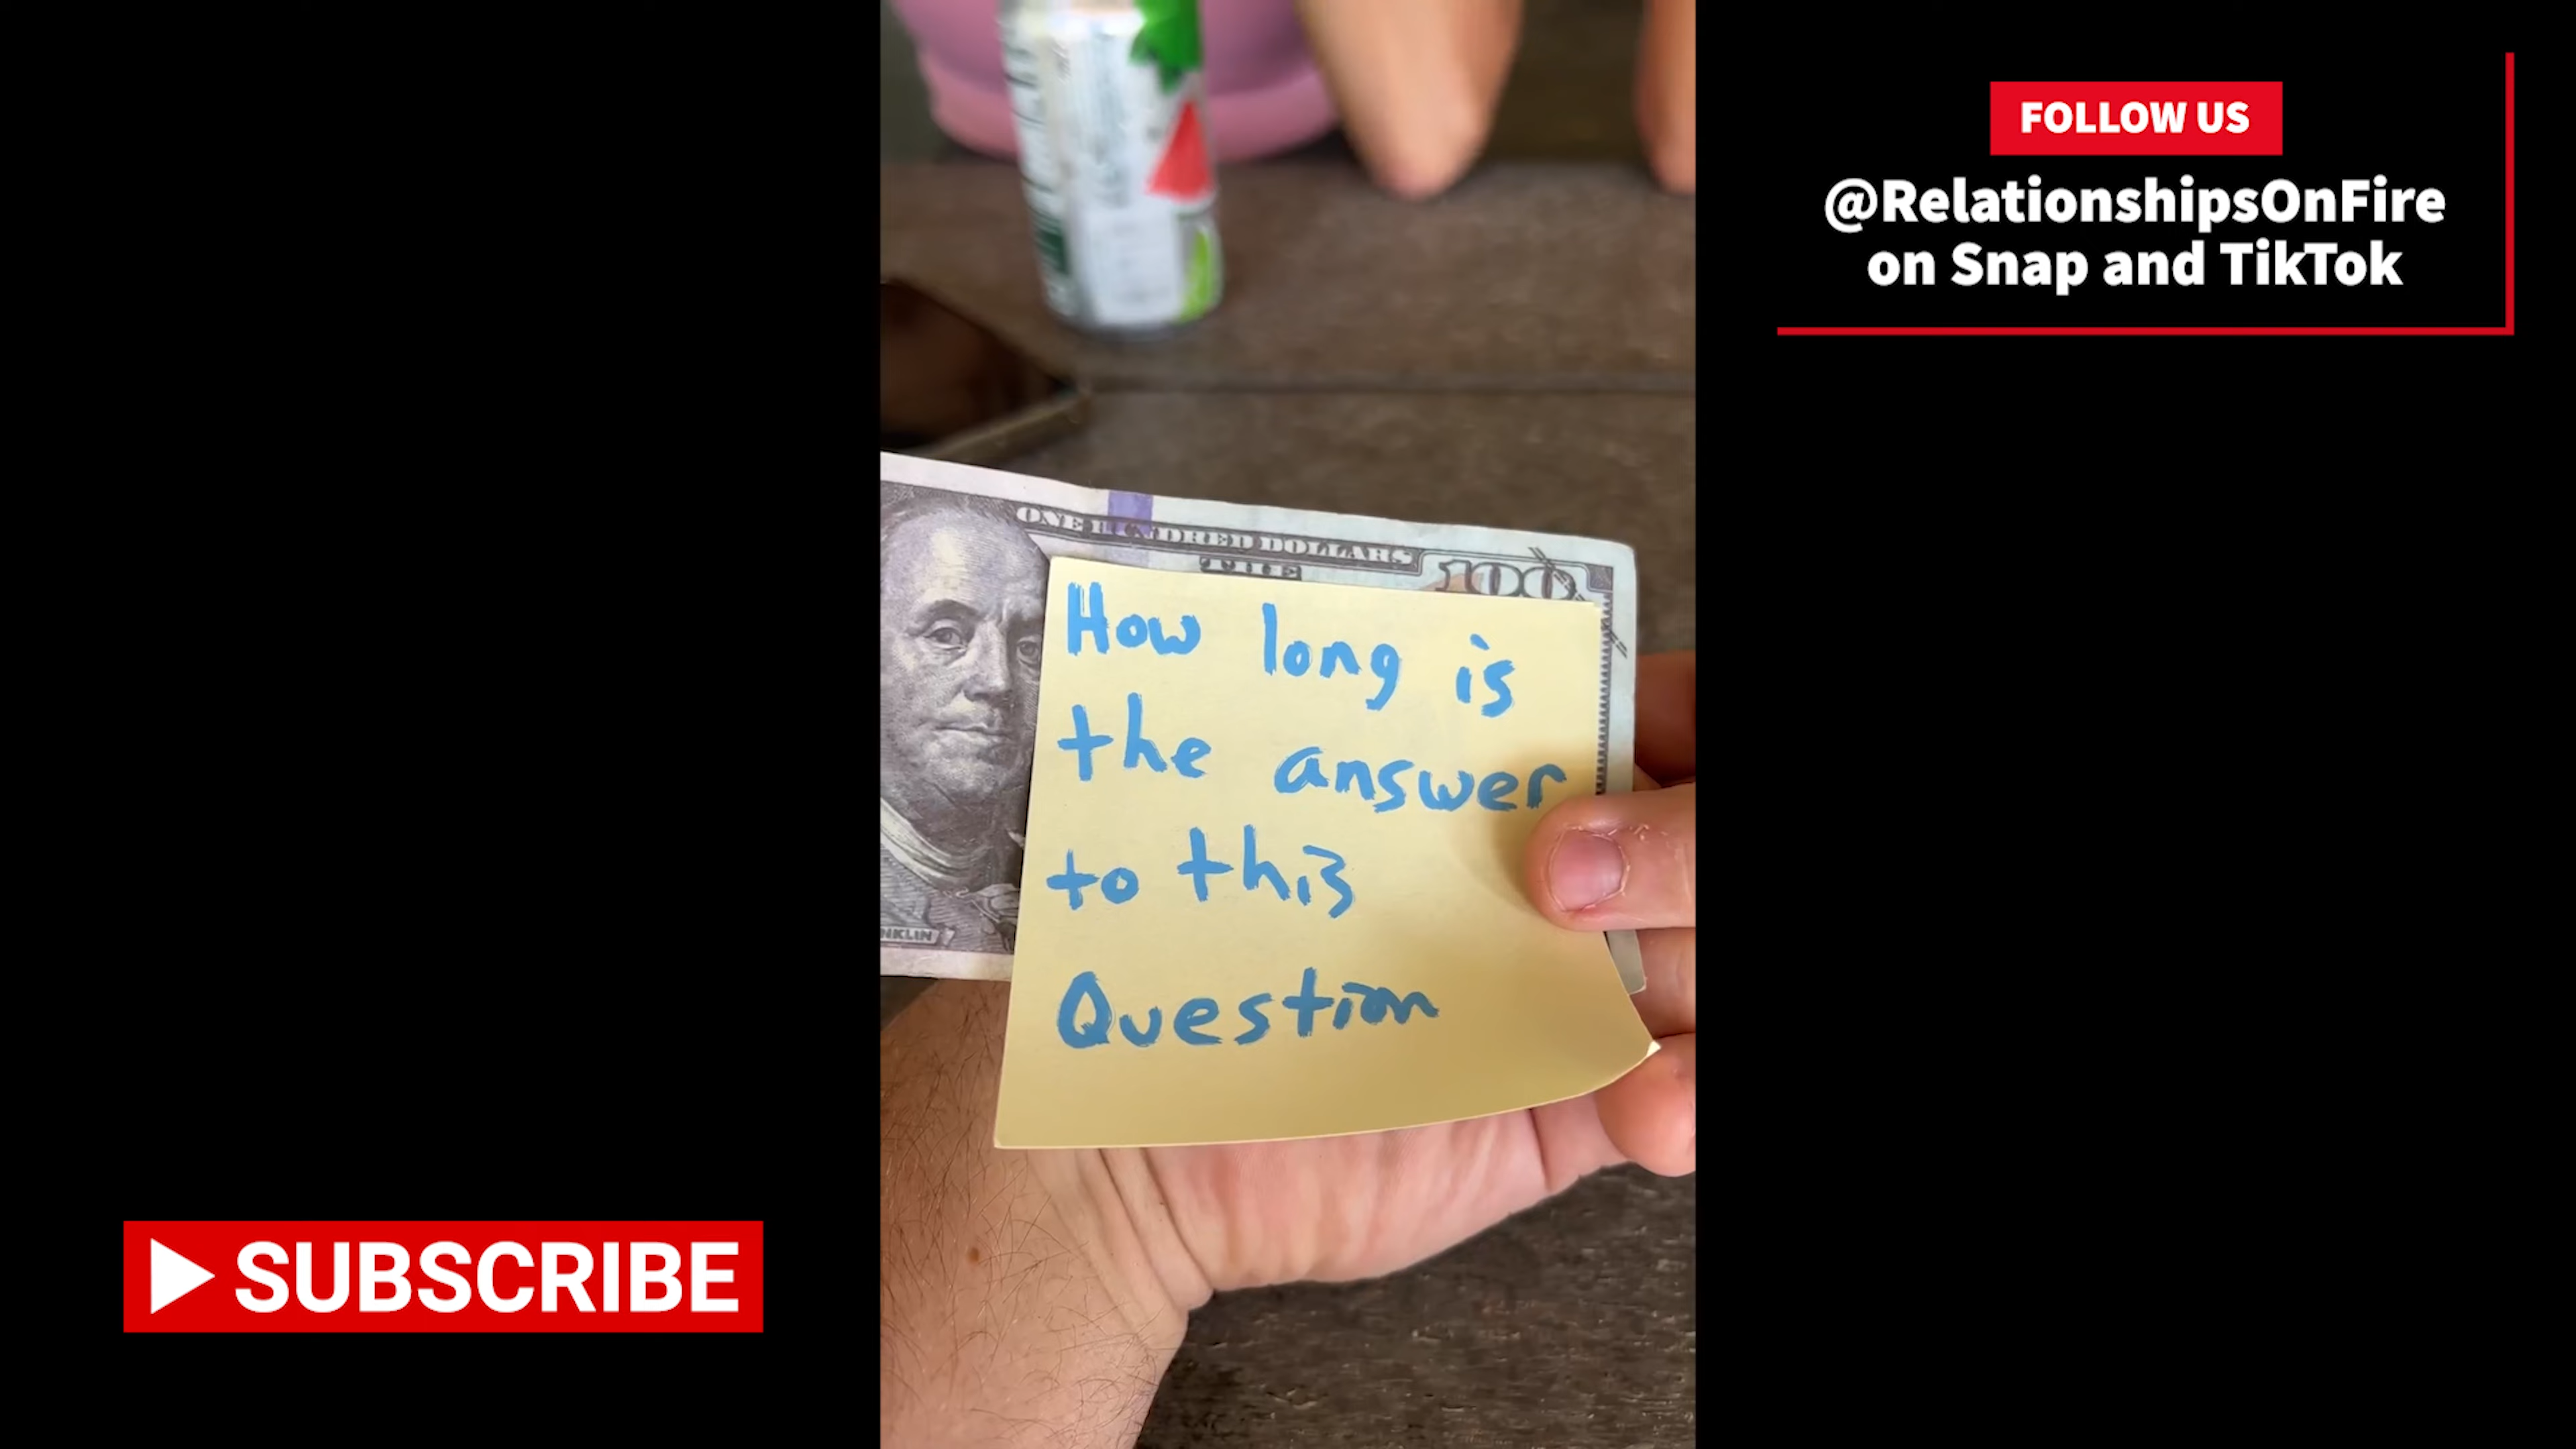 FOLLOW US
@RelationshipsOnFire
on Snap and TikTok
ONE HUNDRED DOLLARS
100
How long is
the answer
to this
Question
NKLIN
SUBSCRIBE